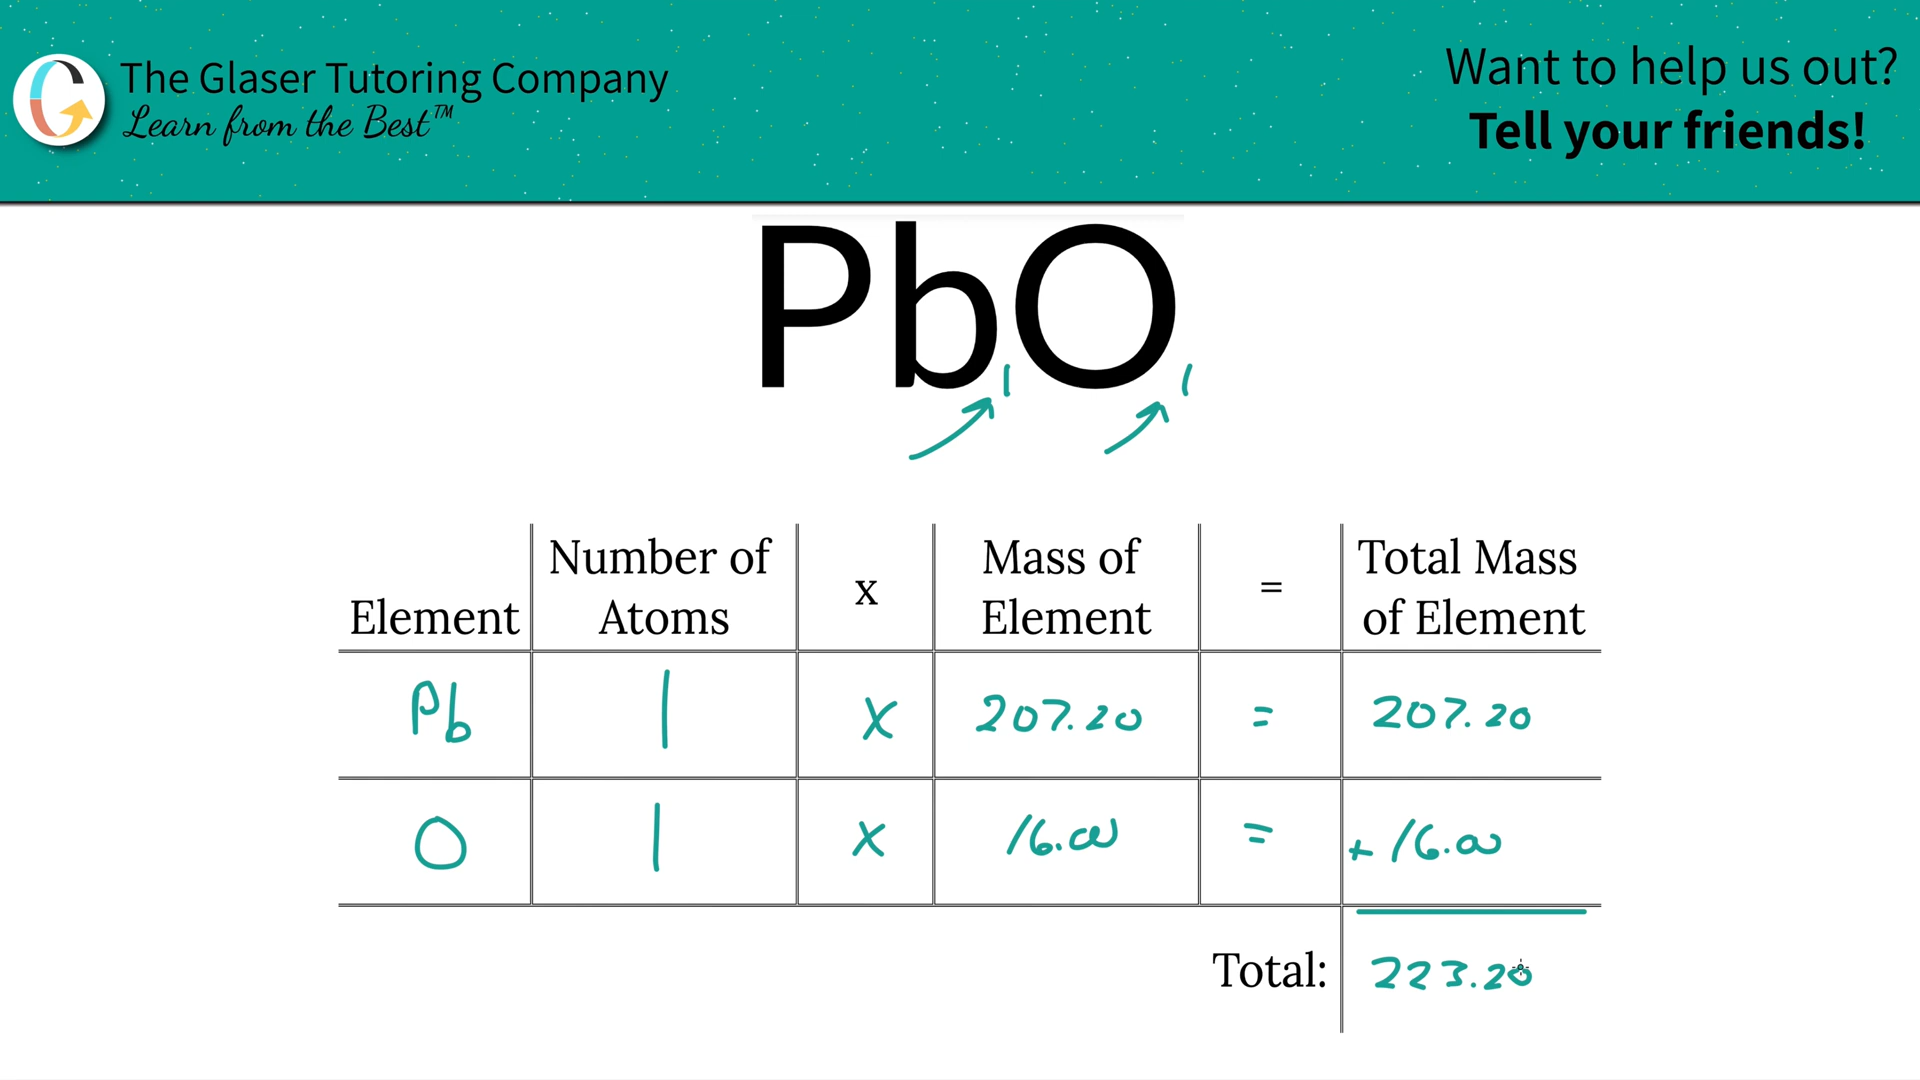 The Glaser Tutoring Company
Learn from the Best™
Want to help us out?
Tell your friends!
PbO
1 1
Element Number of Atoms x Mass of Element = Total Mass of Element
Pb 1 x 207.20 = 207.20
O 1 x 16.00 = + 16.00
Total: 223.20